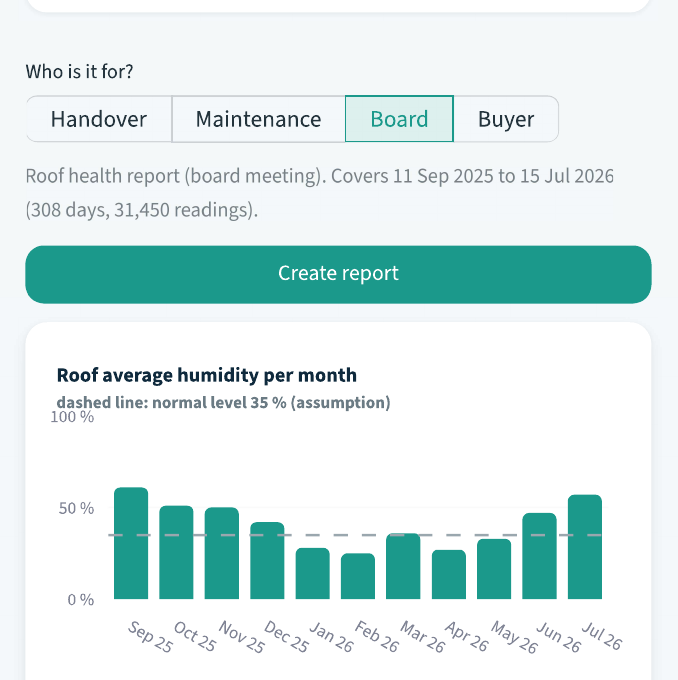 Who is it for?
Handover Maintenance Board Buyer
Roof health report (board meeting). Covers 11 Sep 2025 to 15 Jul 2026
(308 days, 31,450 readings).
Create report
Roof average humidity per month
dashed line: normal level 35 % (assumption)
100 %
50 %
0 %
Sep 25 Oct 25 Nov 25 Dec 25 Jan 26 Feb 26 Mar 26 Apr 26 May 26 Jun 26 Jul 26